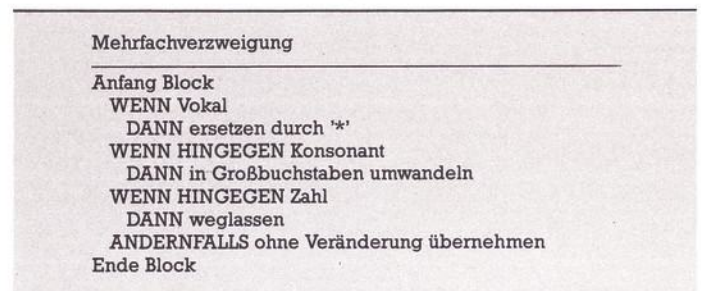 Mehrfachverzweigung
Anfang Block
WENN Vokal
DANN ersetzen durch '*'
WENN HINGEGEN Konsonant
DANN in Großbuchstaben umwandeln
WENN HINGEGEN Zahl
DANN weglassen
ANDERNFALLS ohne Veränderung übernehmen
Ende Block